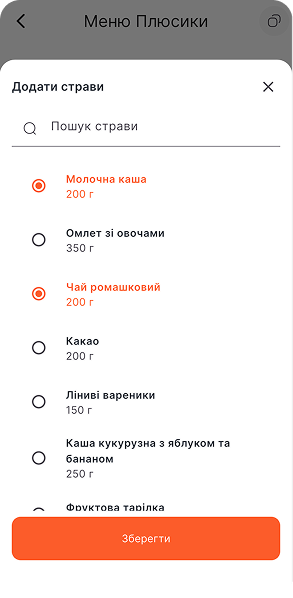 Меню Плюсики
Додати страви
Пошук страви
Молочна каша
200 г
Омлет зі овочами
350 г
Чай ромашковий
200 г
Какао
200 г
Ліниві вареники
150 г
Каша кукурузна з яблуком та
бананом
250 г
Фруктова тарілка
Зберегти